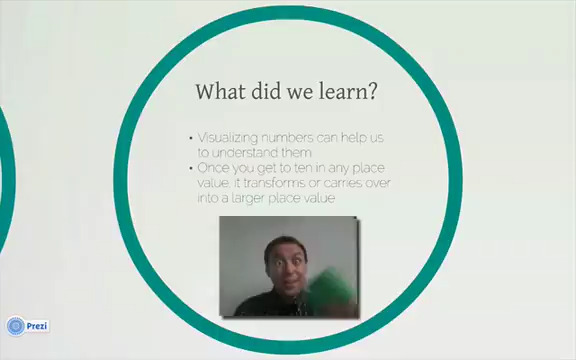 What did we learn?
• Visualizing numbers can help us
to understand them
• Once you get to ten in any place
value, it transforms or carries over
into a larger place value
Prezi